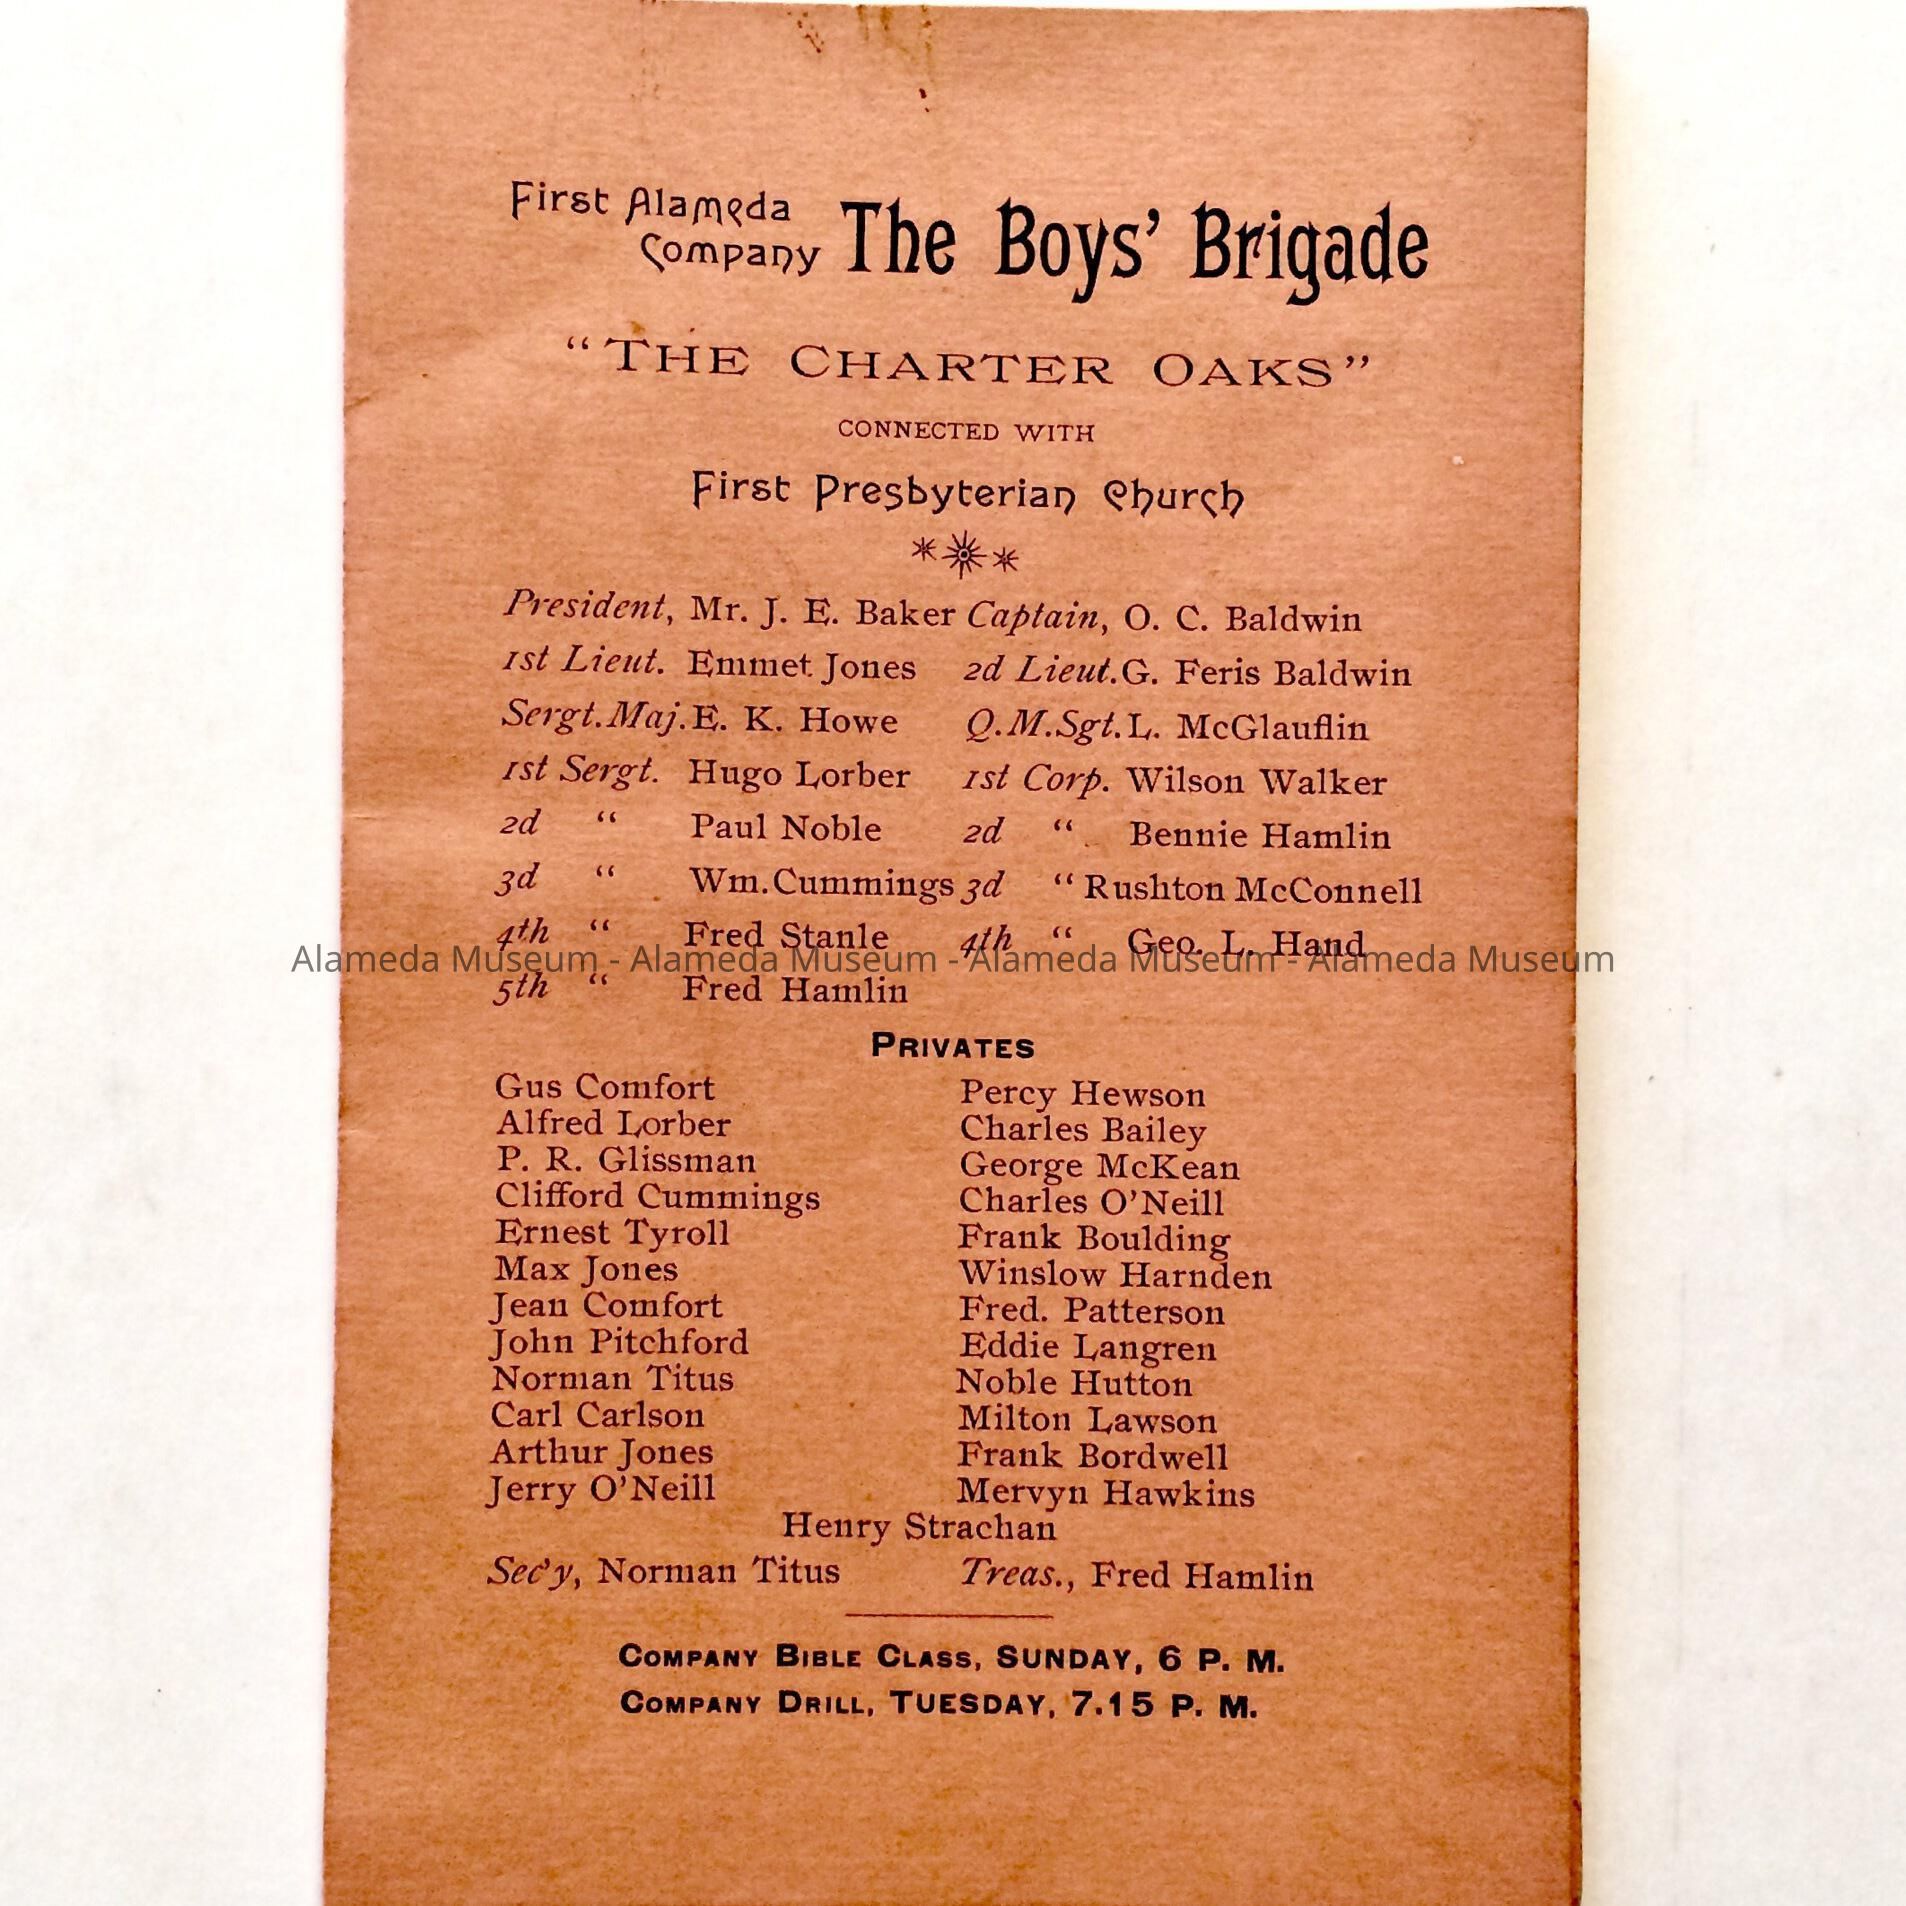 First Alameda
Company The Boys' Brigade
"THE CHARTER OAKS"
CONNECTED WITH
First Presbyterian Church
President, Mr. J. E. Baker Captain, O. C. Baldwin
1st Lieut. Emmet Jones 2d Lieut. G. Feris Baldwin
Sergt. Maj. E. K. Howe Q.M.Sgt. L. McGlauflin
1st Sergt. Hugo Lorber 1st Corp. Wilson Walker
2d " Paul Noble 2d " Bennie Hamlin
3d " Wm. Cummings 3d " Rushton McConnell
4th " Fred Stanle 4th " Geo. L. Hand
Alameda Museum - Alameda Museum - Alameda Museum - Alameda Museum
5th " Fred Hamlin
PRIVATES
Gus Comfort Percy Hewson
Alfred Lorber Charles Bailey
P. R. Glissman George McKean
Clifford Cummings Charles O'Neill
Ernest Tyroll Frank Boulding
Max Jones Winslow Harnden
Jean Comfort Fred. Patterson
John Pitchford Eddie Langren
Norman Titus Noble Hutton
Carl Carlson Milton Lawson
Arthur Jones Frank Bordwell
Jerry O'Neill Mervyn Hawkins
Henry Strachan
Sec'y, Norman Titus Treas., Fred Hamlin
COMPANY BIBLE CLASS, SUNDAY, 6 P. M.
COMPANY DRILL, TUESDAY, 7.15 P. M.